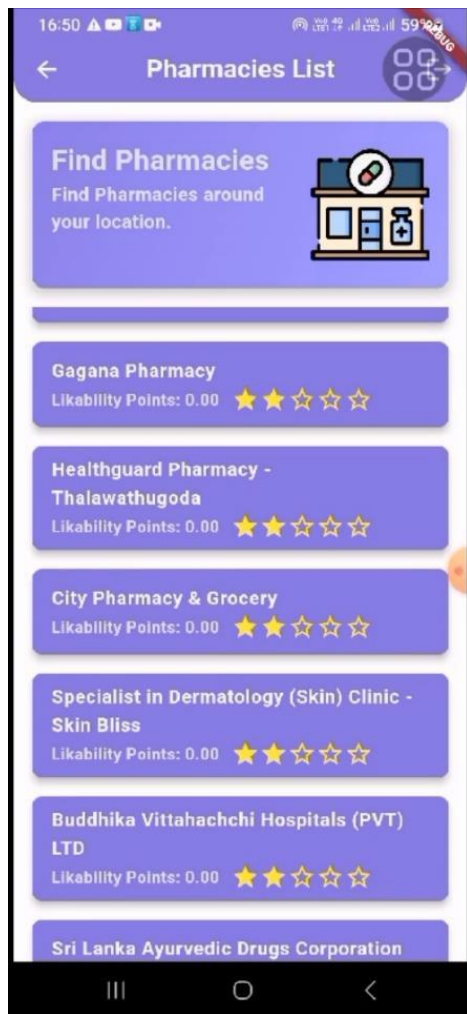 16:50 59%
DEBUG
Pharmacies List
Find Pharmacies
Find Pharmacies around
your location.
Gagana Pharmacy
Likability Points: 0.00
Healthguard Pharmacy -
Thalawathugoda
Likability Points: 0.00
City Pharmacy & Grocery
Likability Points: 0.00
Specialist in Dermatology (Skin) Clinic -
Skin Bliss
Likability Points: 0.00
Buddhika Vittahachchi Hospitals (PVT)
LTD
Likability Points: 0.00
Sri Lanka Ayurvedic Drugs Corporation